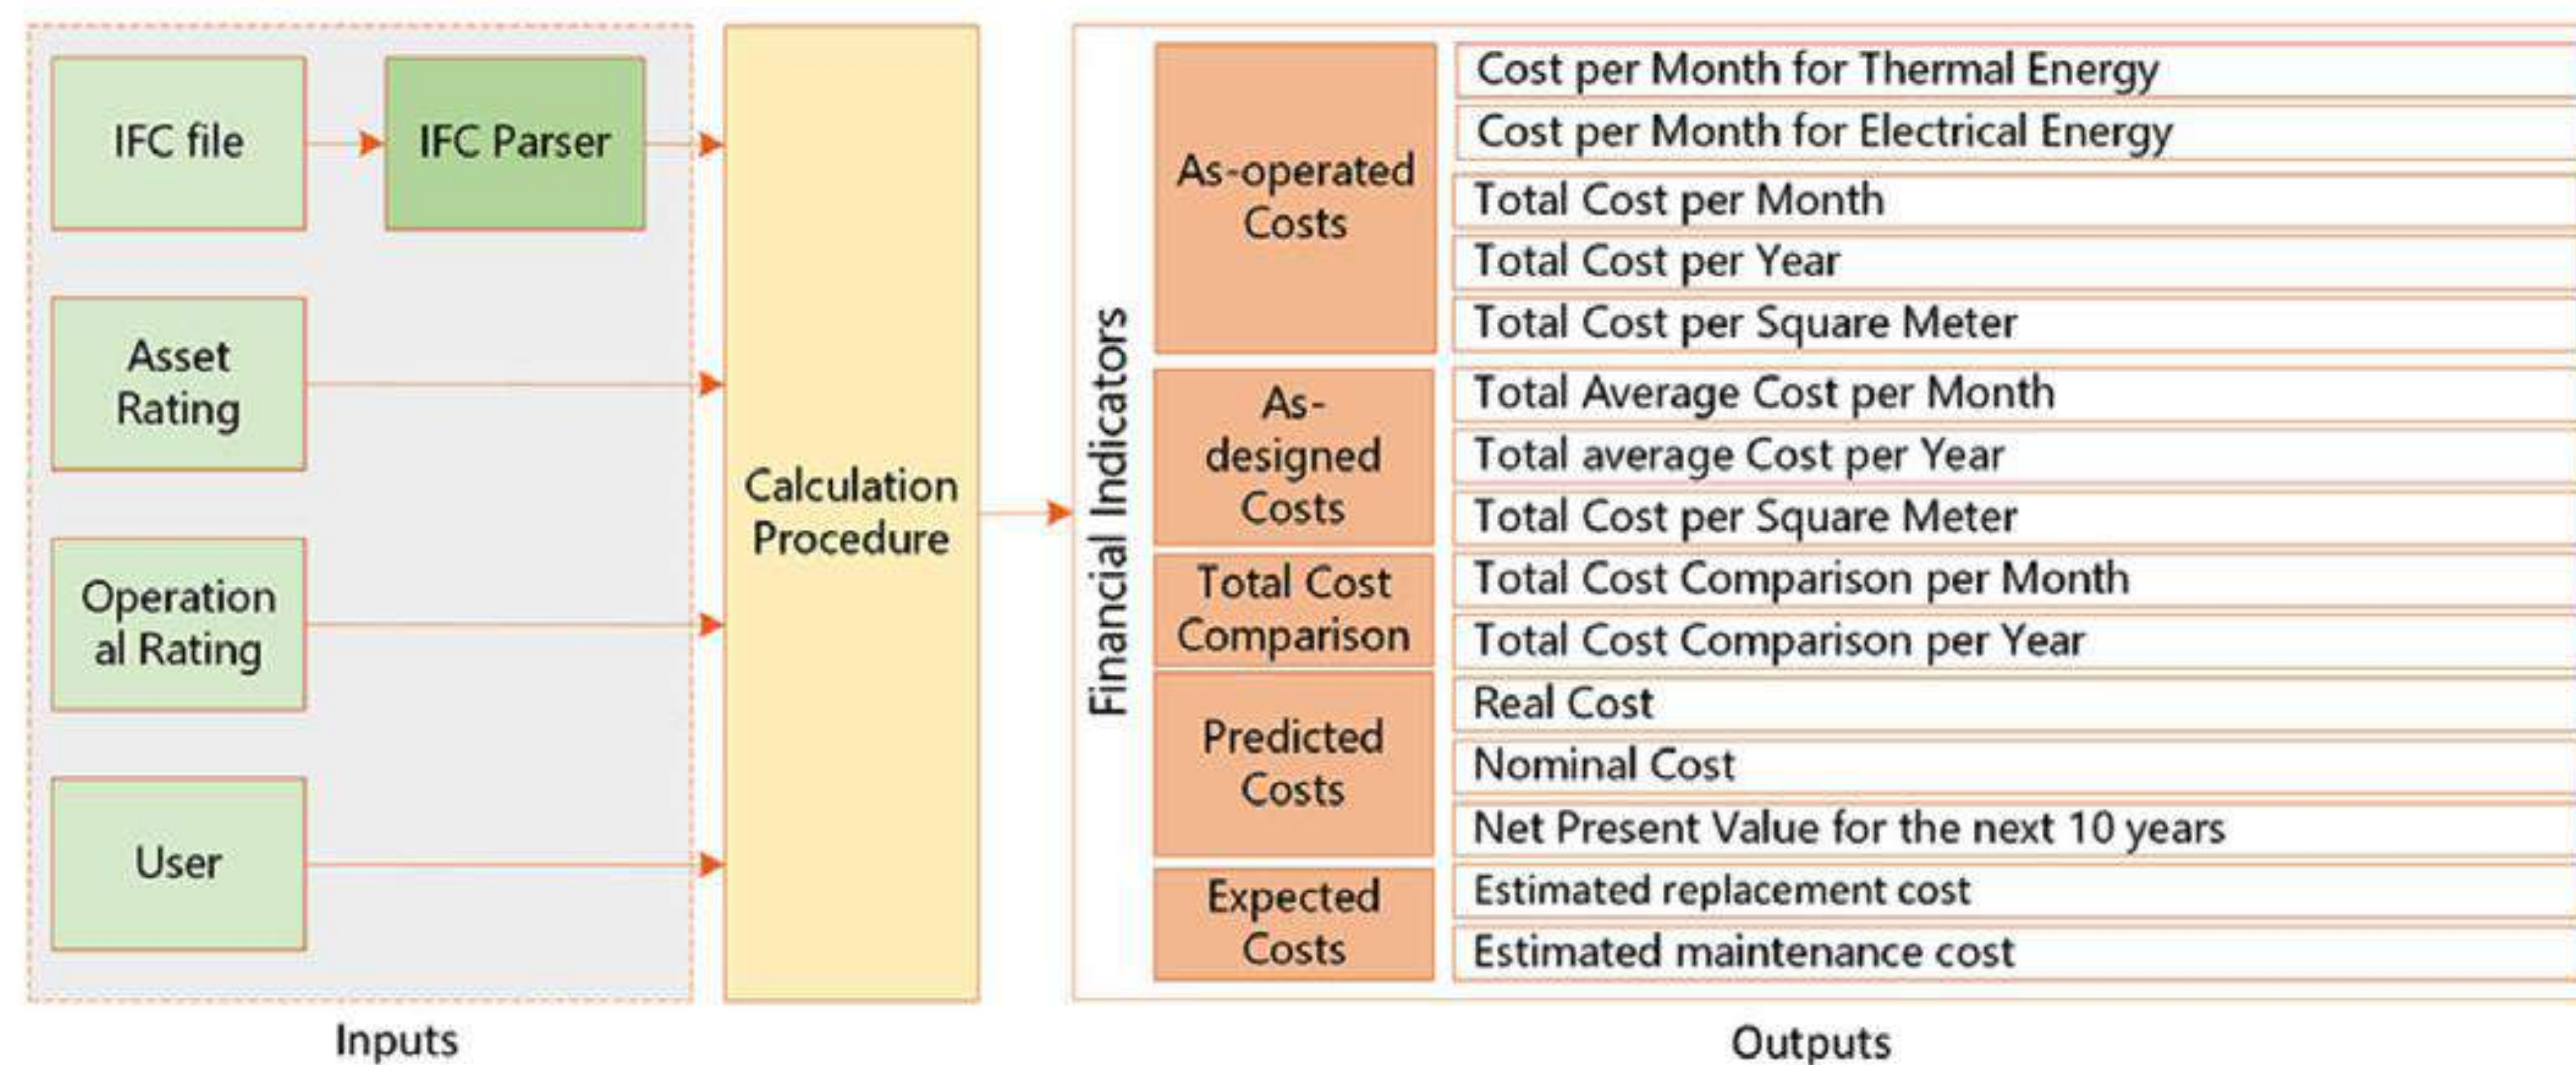 IFC file
IFC Parser
Asset
Rating
Operation
al Rating
User
Inputs
Calculation
Procedure
Financial Indicators
As-operated
Costs
Cost per Month for Thermal Energy
Cost per Month for Electrical Energy
Total Cost per Month
Total Cost per Year
Total Cost per Square Meter
As-
designed
Costs
Total Average Cost per Month
Total average Cost per Year
Total Cost per Square Meter
Total Cost
Comparison
Total Cost Comparison per Month
Total Cost Comparison per Year
Predicted
Costs
Real Cost
Nominal Cost
Net Present Value for the next 10 years
Expected
Costs
Estimated replacement cost
Estimated maintenance cost
Outputs